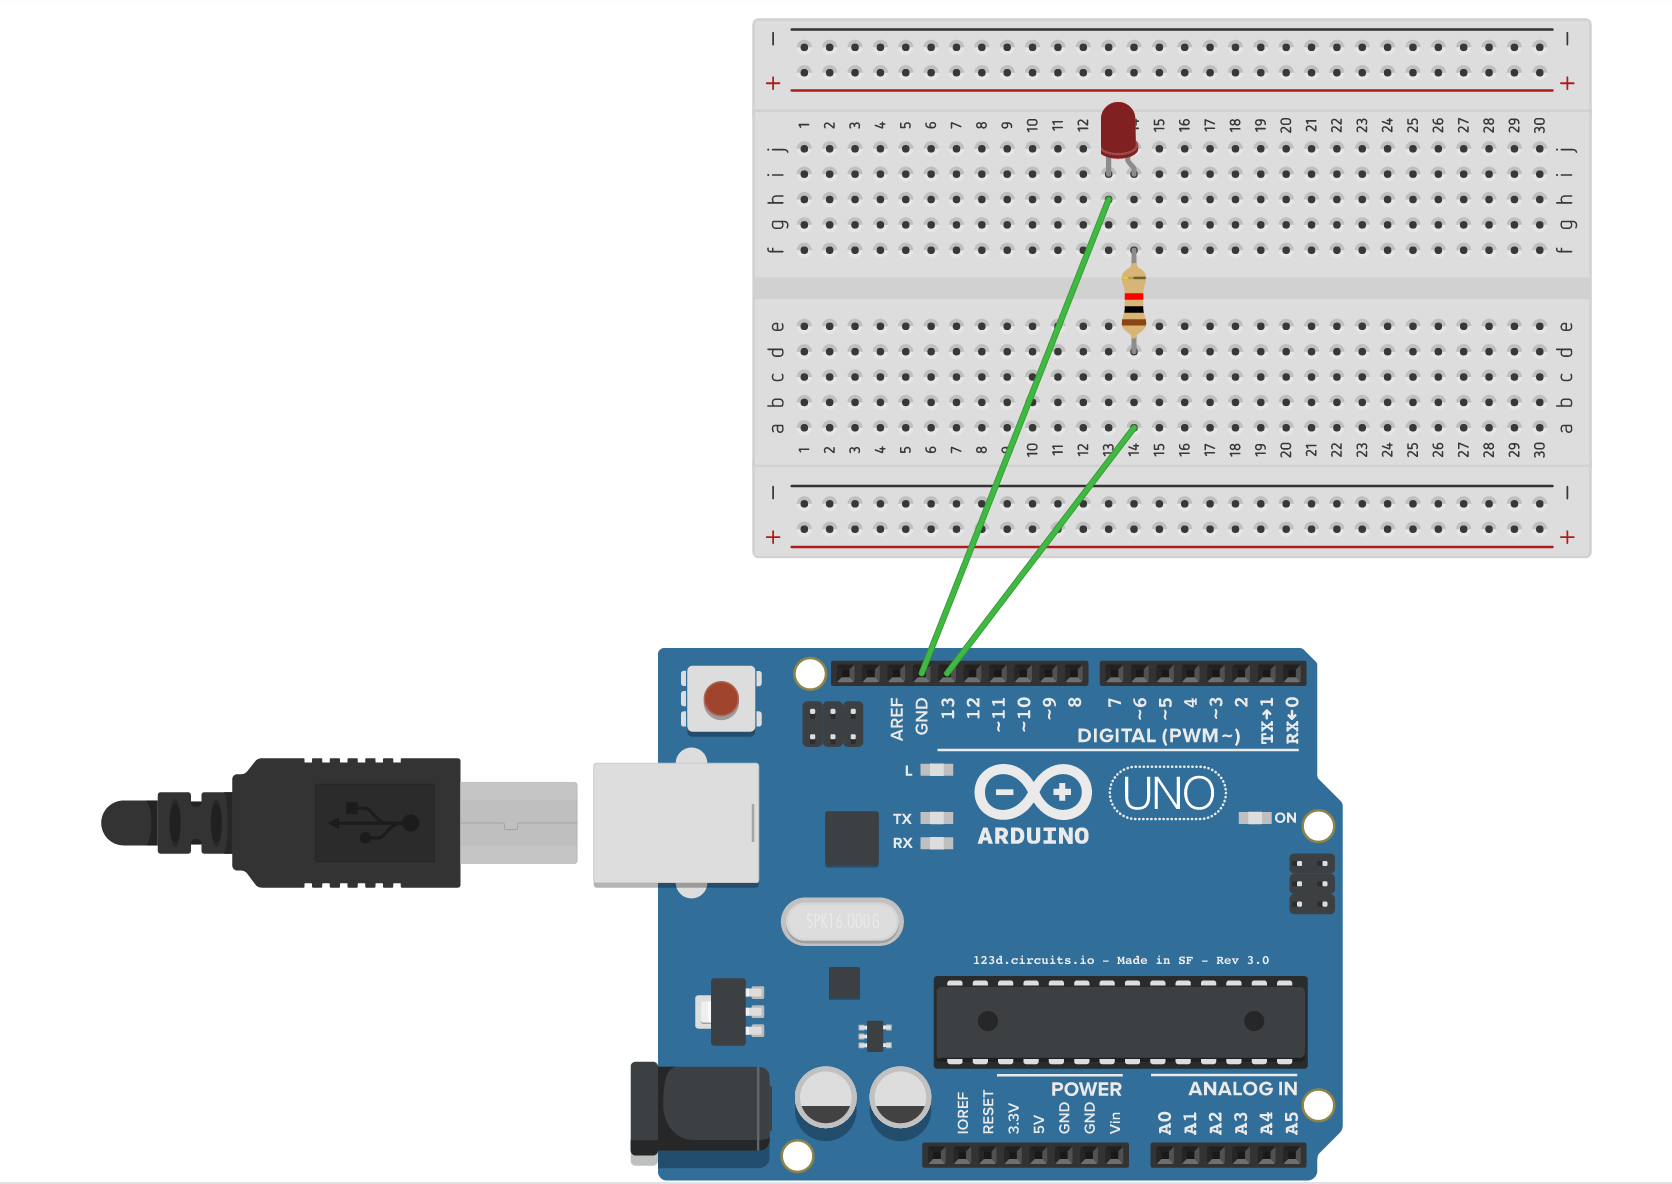 − −
+ +
1 2 3 4 5 6 7 8 9 10 11 12 14 15 16 17 18 19 20 21 22 23 24 25 26 27 28 29 30
j j
i i
h h
g g
f f
e e
d d
c c
b b
a a
1 2 3 4 5 6 7 8 9 10 11 12 13 14 15 16 17 18 19 20 21 22 23 24 25 26 27 28 29 30
− −
+ +
AREF GND 13 12 ~11 ~10 ~9 8 7 ~6 ~5 4 ~3 2 TX→1 RX←0
DIGITAL (PWM~)
L
UNO
TX
ON
RX
ARDUINO
SPK16.000G
123d.circuits.io - Made in SF - Rev 3.0
POWER ANALOG IN
IOREF RESET 3.3V 5V GND GND Vin A0 A1 A2 A3 A4 A5